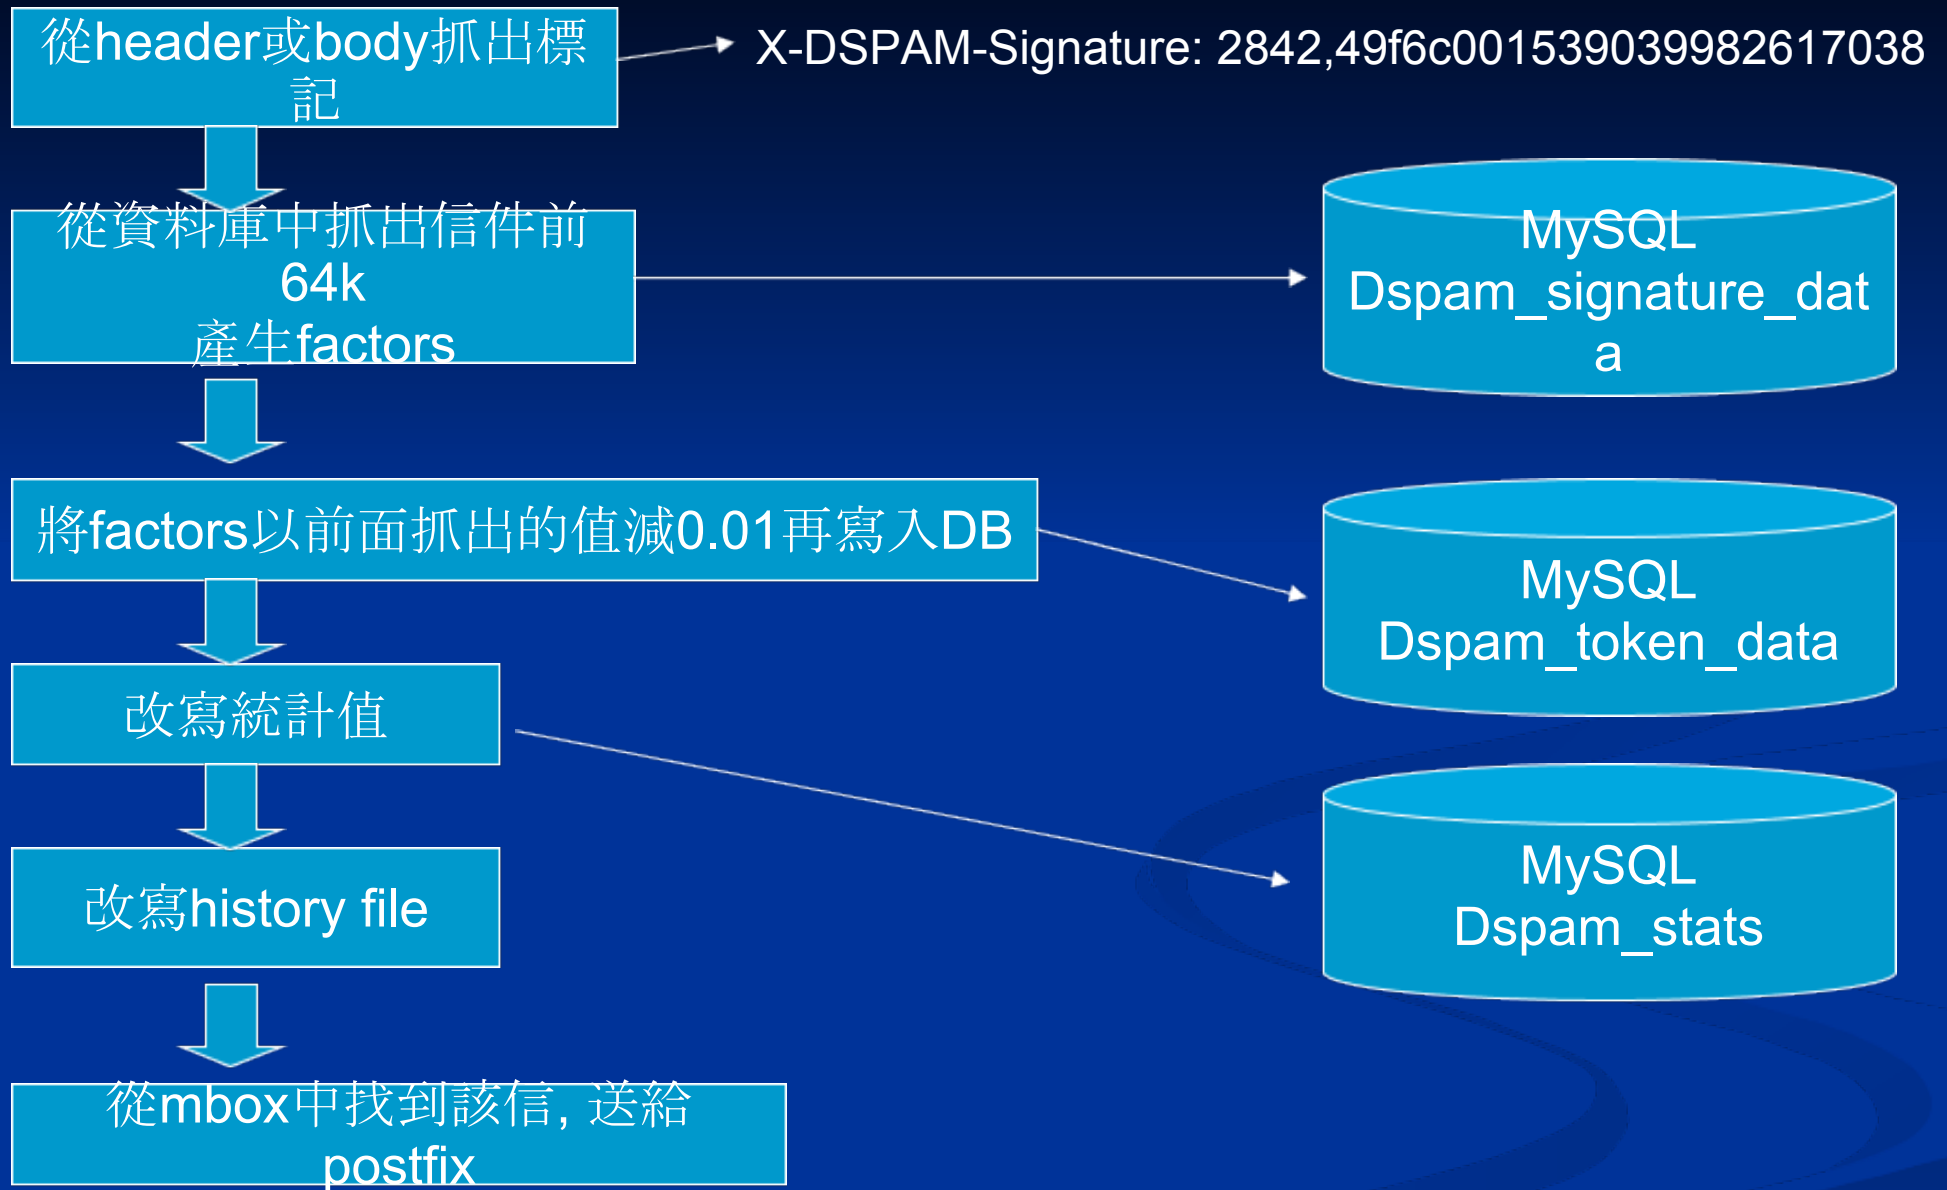 從header或body抓出標
記
X-DSPAM-Signature: 2842,49f6c00153903998​2617038
從資料庫中抓出信件前
64k
產生factors
MySQL
Dspam_signature_dat
a
將factors以前面抓出的值減0.01再寫入DB
MySQL
Dspam_token_data
改寫統計值
MySQL
Dspam_stats
改寫history file
從mbox中找到該信, 送給
postfix